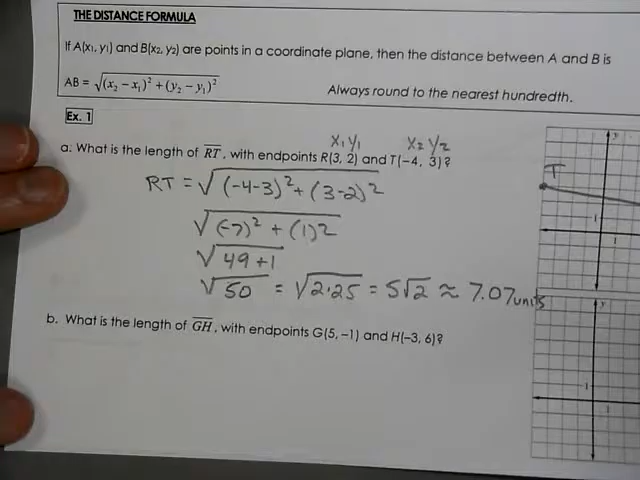 THE DISTANCE FORMULA
If A(x₁, y₁) and B(x₂, y₂) are points in a coordinate plane, then the distance between A and B is
AB = √((x₂ − x₁)² + (y₂ − y₁)²) Always round to the nearest hundredth.
Ex. 1
x₁ y₁ x₂ y₂
a. What is the length of RT, with endpoints R(3, 2) and T(−4, 3)?
RT = √((-4-3)² + (3-2)²)
√((-7)² + (1)²)
√(49+1)
√50 = √(2·25) = 5√2 ≈ 7.07 units
b. What is the length of GH, with endpoints G(5, −1) and H(−3, 6)?
y
T
1
1
y
1
1